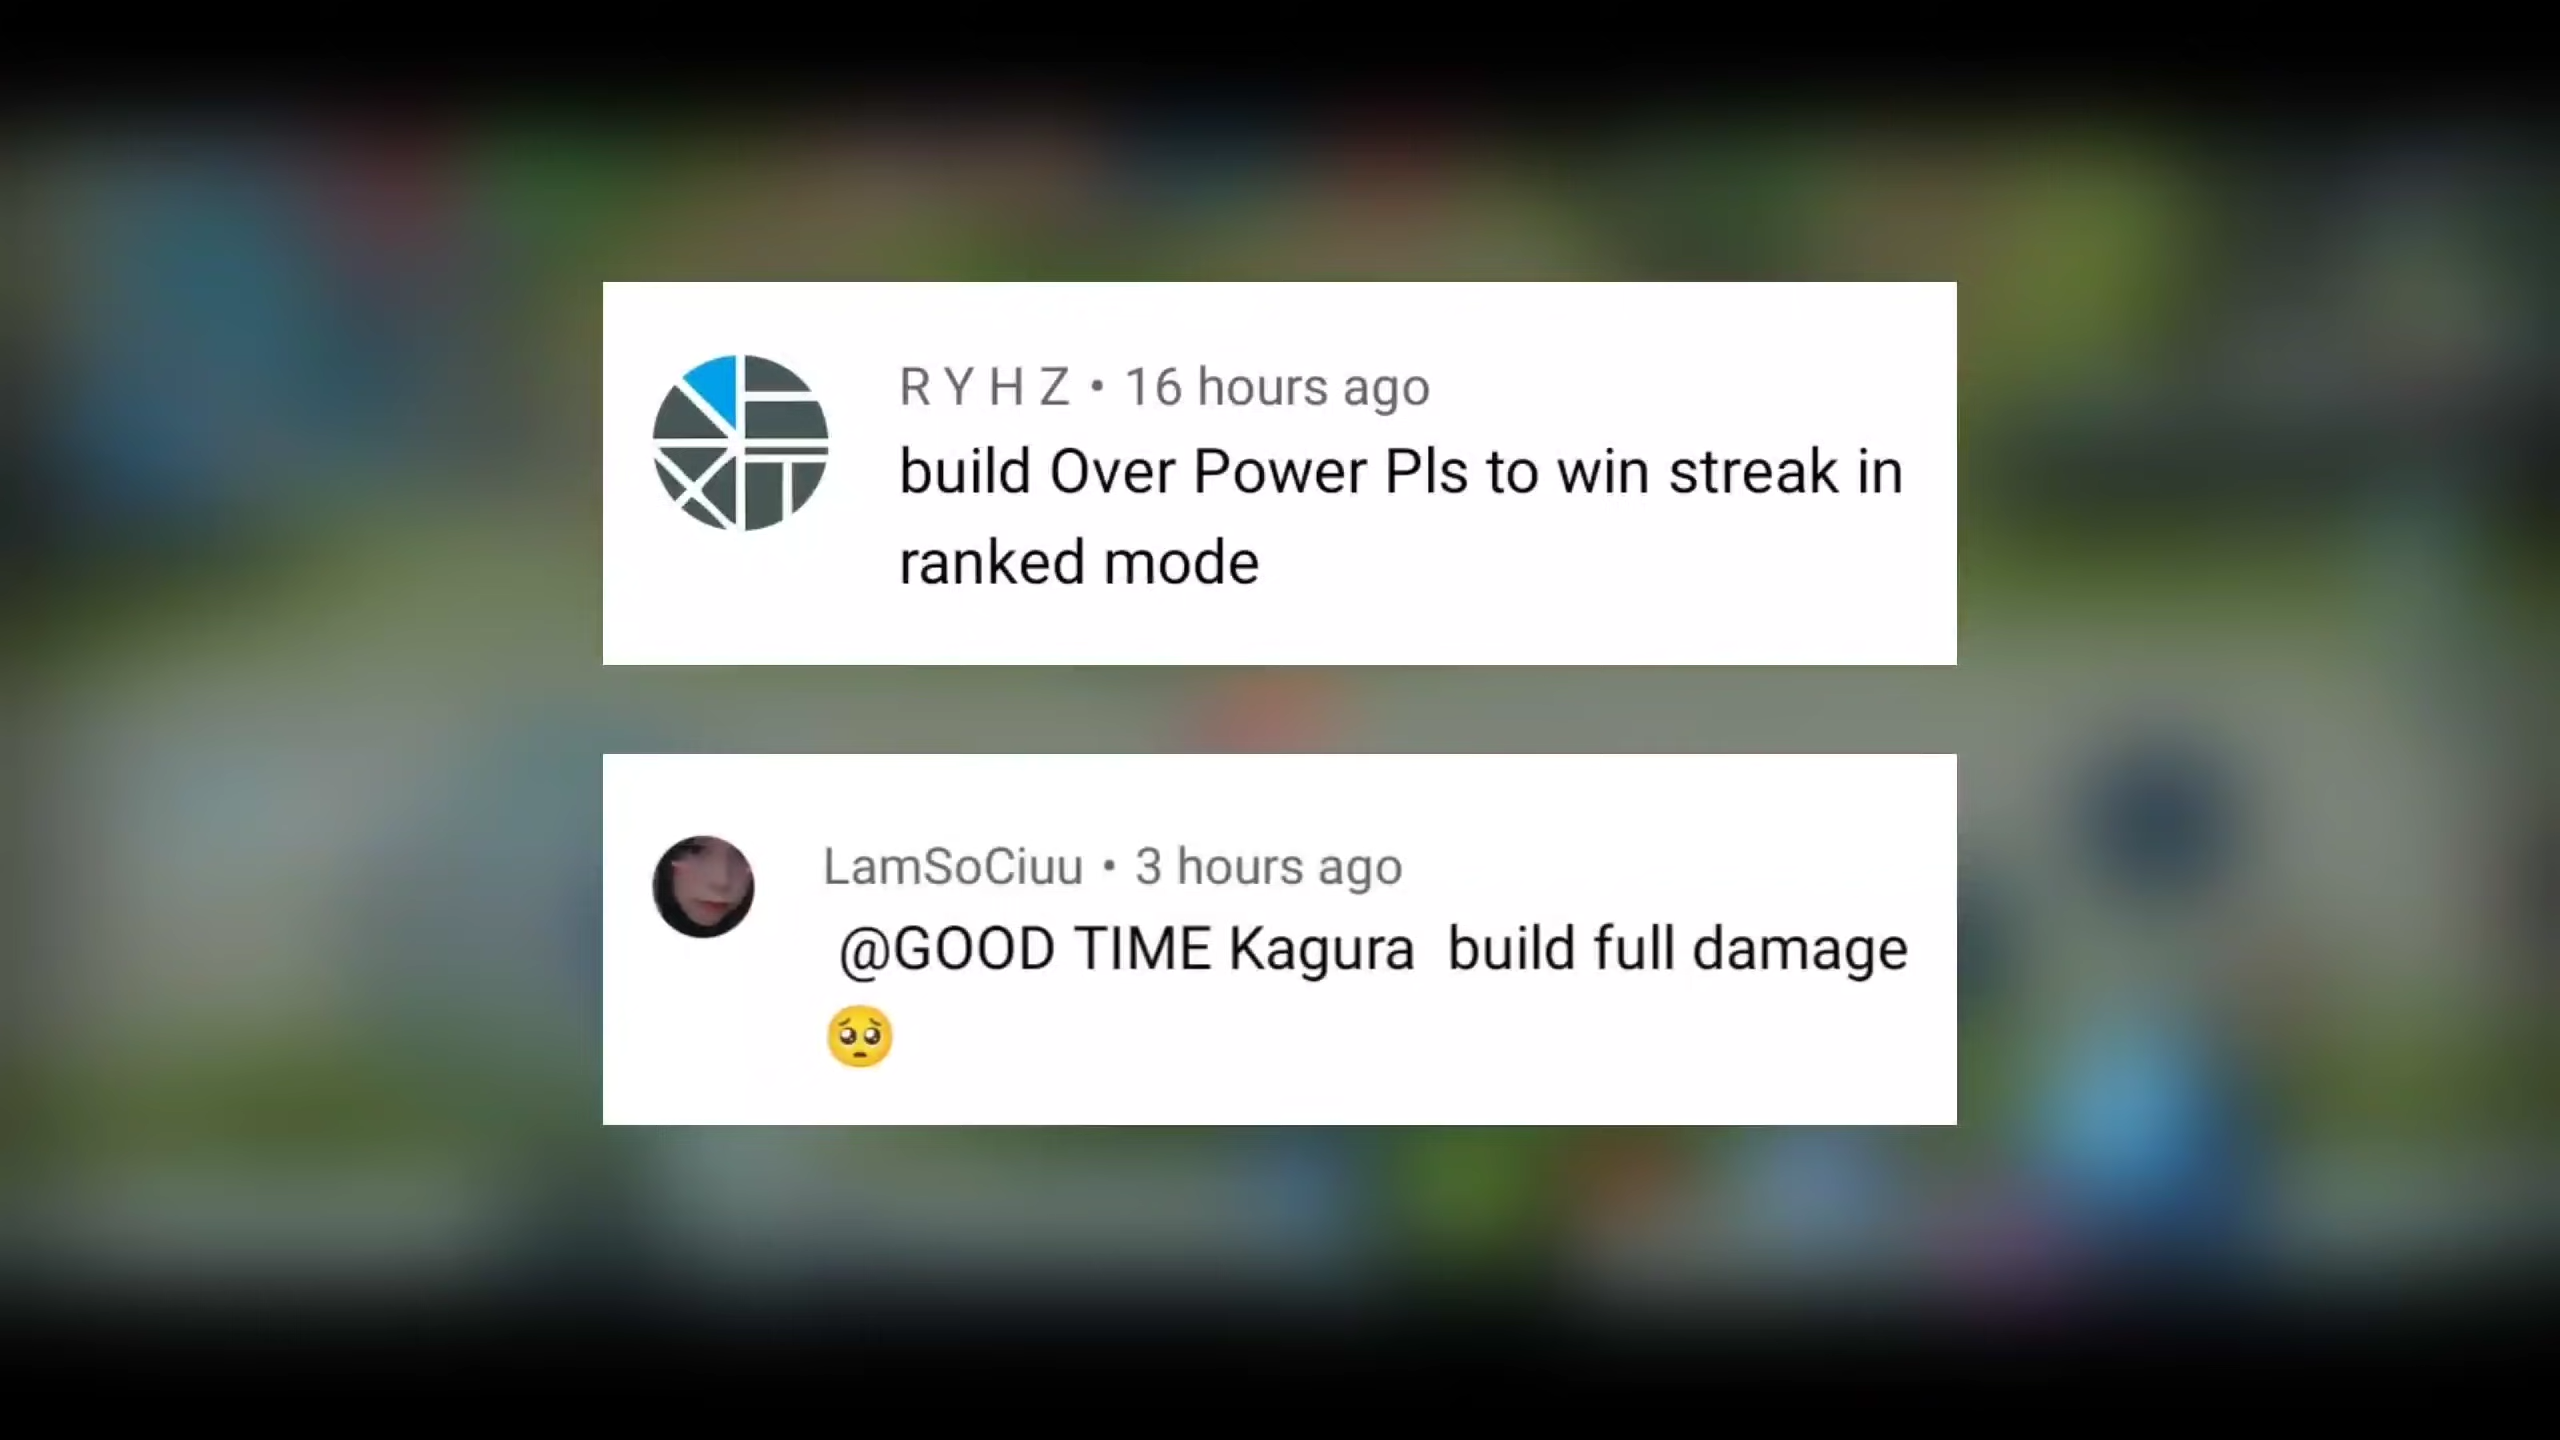 R Y H Z • 16 hours ago
build Over Power Pls to win streak in
ranked mode
LamSoCiuu • 3 hours ago
@GOOD TIME Kagura  build full damage
🥺